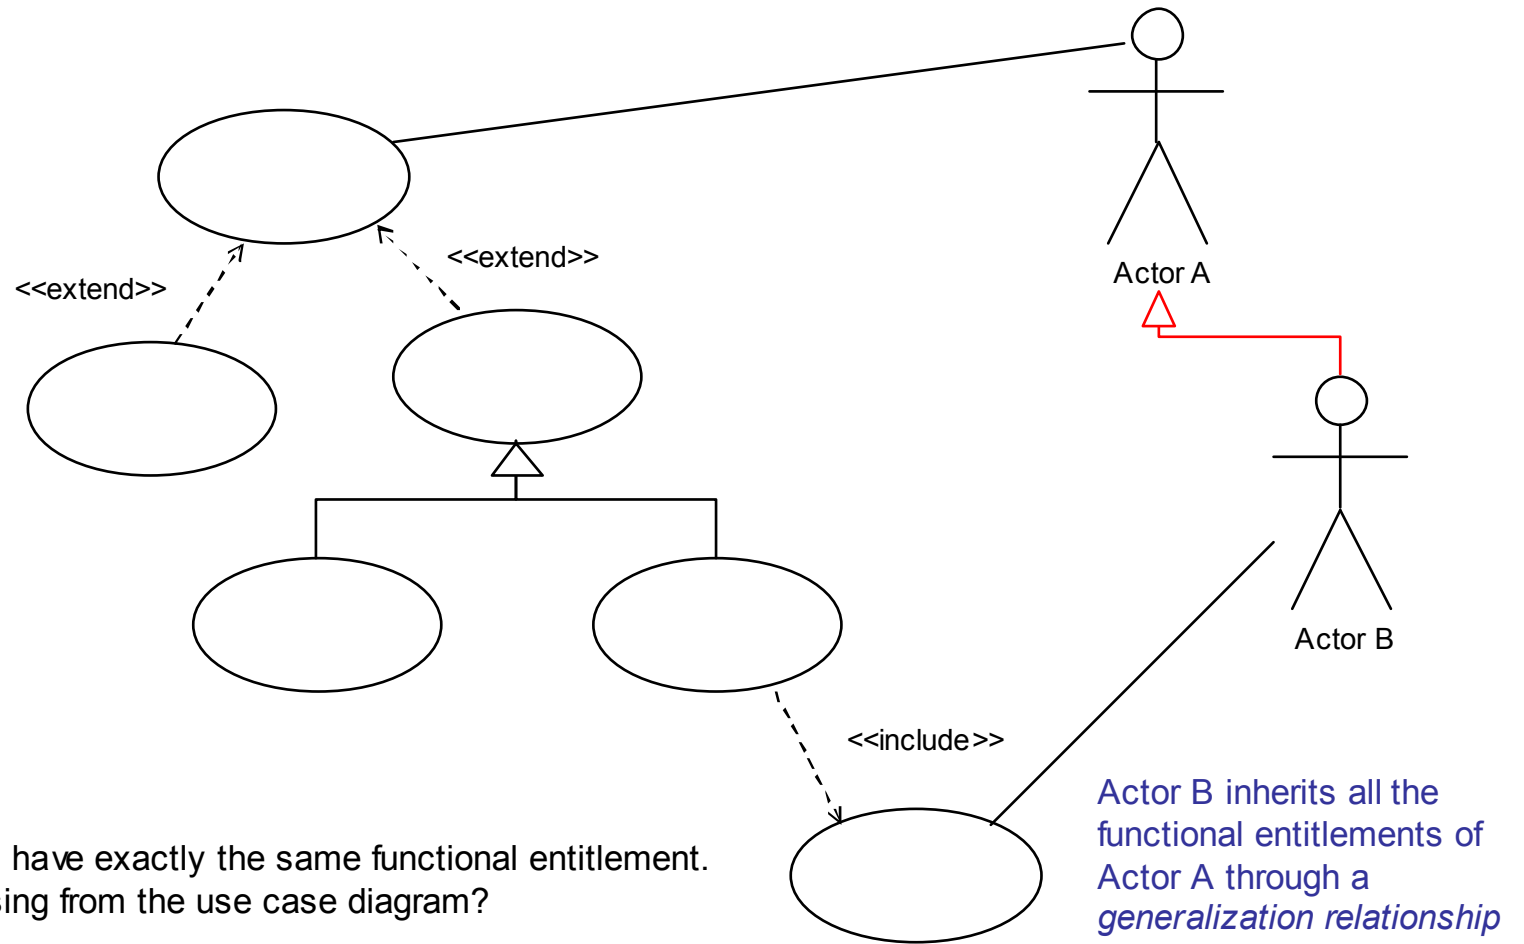 <<extend>>
Actor A
<<extend>>
Actor B
<<include>>
Actor B inherits all the
functional entitlements of
Actor A through a
generalization relationship
have exactly the same functional entitlement.
from the use case diagram?